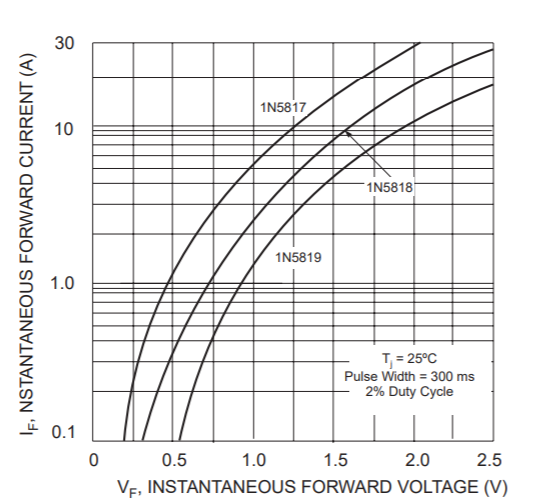 I_F, NSTANTANEOUS FORWARD CURRENT (A)
30
10
1.0
0.1
1N5817
1N5818
1N5819
T_j = 25ºC
Pulse Width = 300 ms
2% Duty Cycle
0 0.5 1.0 1.5 2.0 2.5
V_F, INSTANTANEOUS FORWARD VOLTAGE (V)